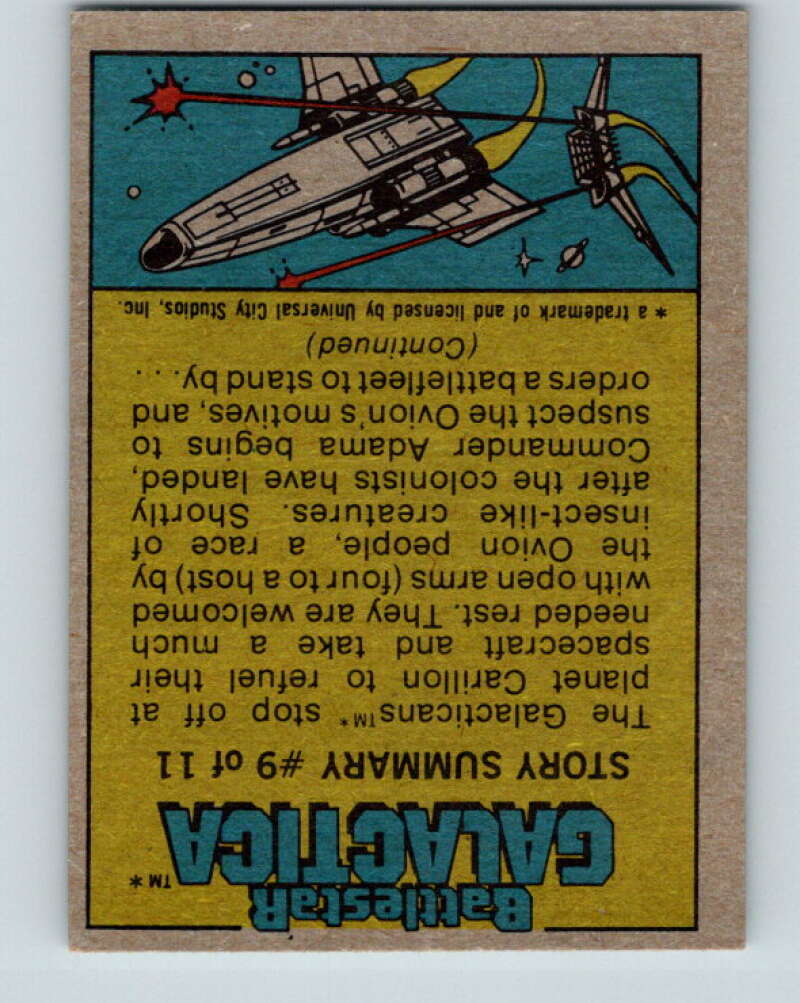 BattlestaR
GALACTICA™*
STORY SUMMARY #9 of 11
The Galacticans™* stop off at
planet Carillon to refuel their
spacecraft and take a much
needed rest. They are welcomed
with open arms (four to a host) by
the Ovion people, a race of
insect-like creatures. Shortly
after the colonists have landed,
Commander Adama begins to
suspect the Ovion's motives, and
orders a battlefleet to stand by. . .
(Continued)
* a trademark of and licensed by Universal City Studios, Inc.